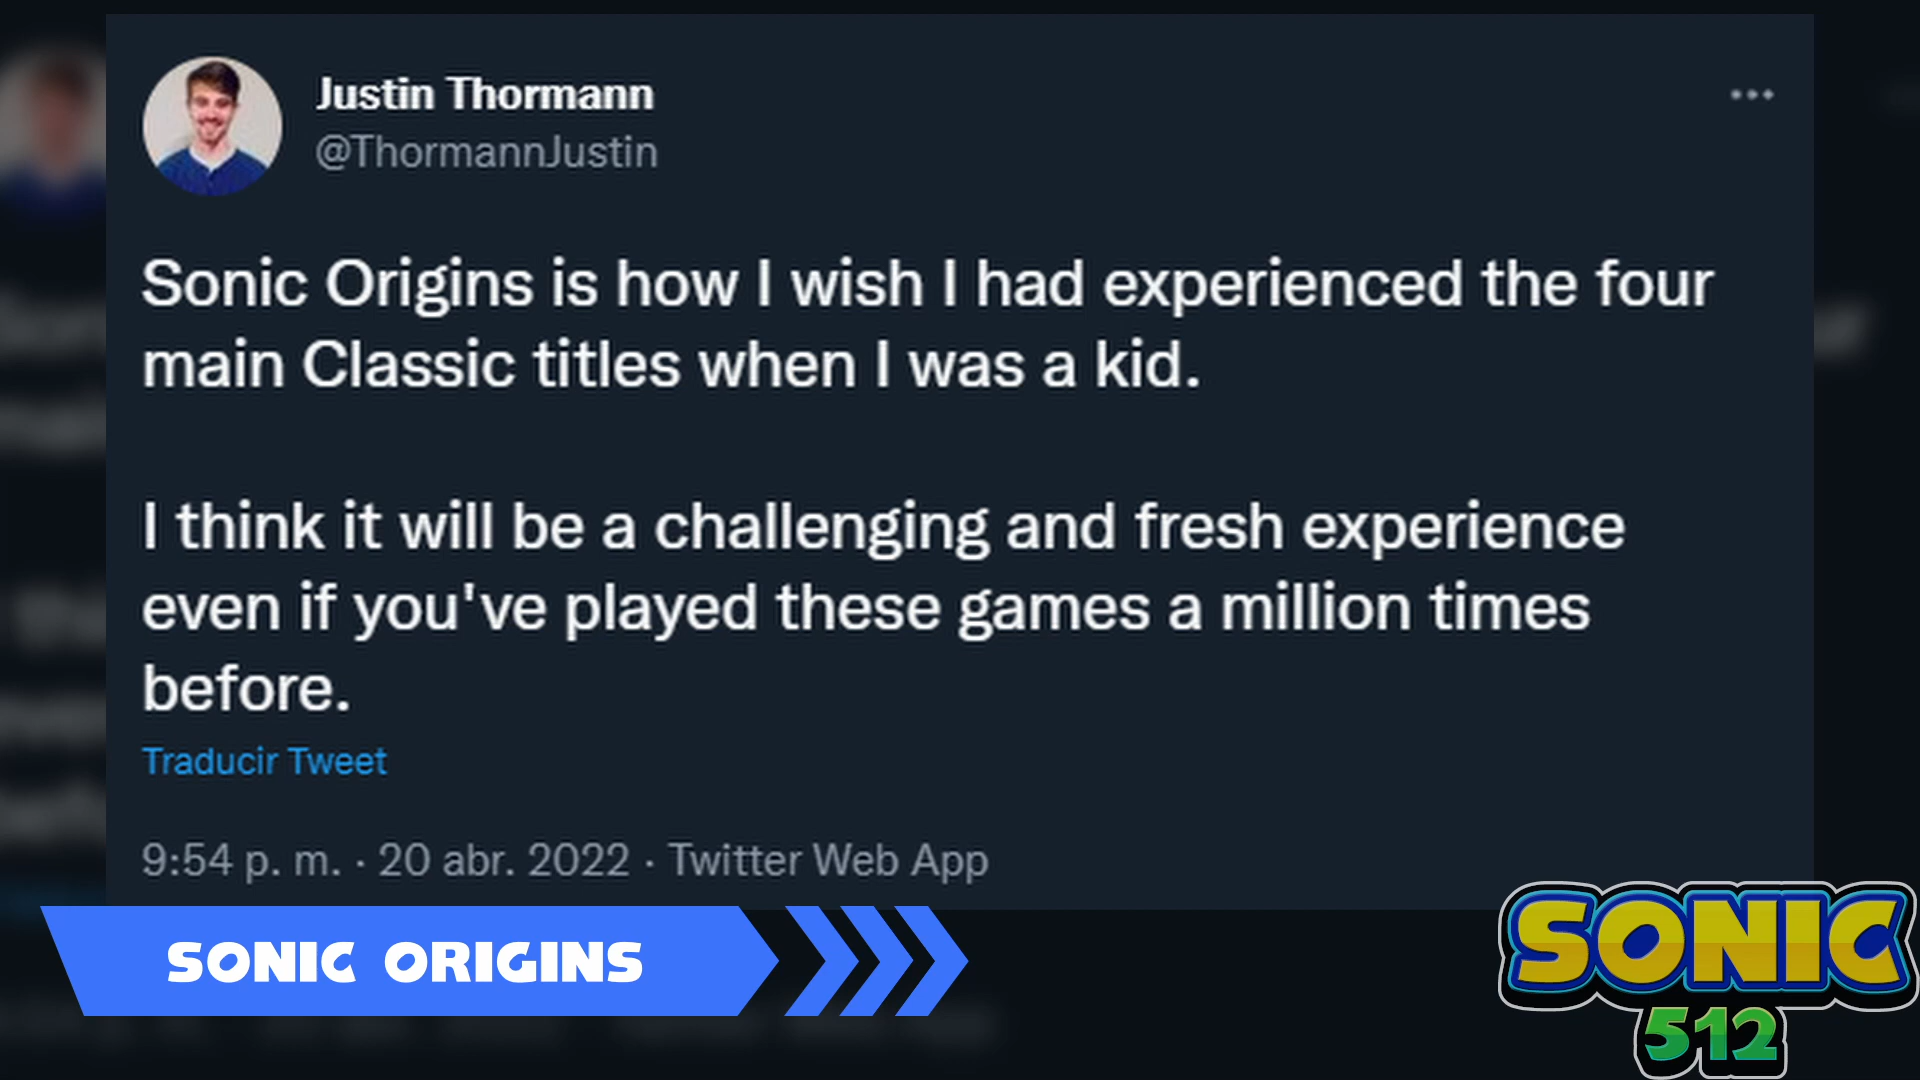 Justin Thormann
@ThormannJustin
Sonic Origins is how I wish I had experienced the four
main Classic titles when I was a kid.
I think it will be a challenging and fresh experience
even if you've played these games a million times
before.
Traducir Tweet
9:54 p. m. · 20 abr. 2022 · Twitter Web App
SONIC ORIGINS
SONIC
512